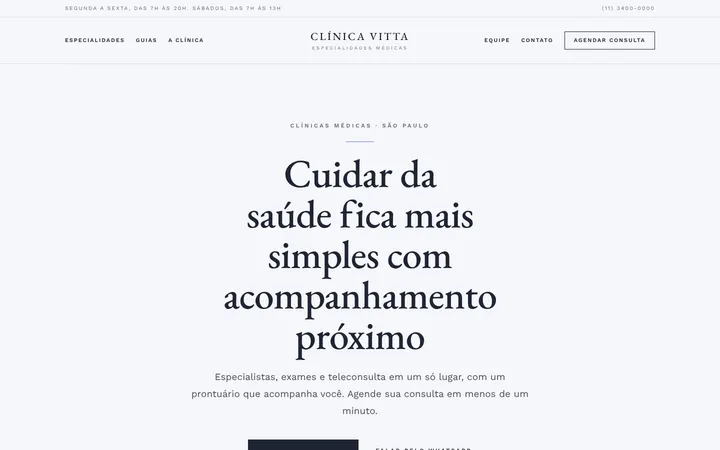 SEGUNDA A SEXTA, DAS 7H ÀS 20H. SÁBADOS, DAS 7H ÀS 13H
(11) 3400-0000
ESPECIALIDADES GUIAS A CLÍNICA
CLÍNICA VITTA
ESPECIALIDADES MÉDICAS
EQUIPE CONTATO AGENDAR CONSULTA
CLÍNICAS MÉDICAS · SÃO PAULO
Cuidar da
saúde fica mais
simples com
acompanhamento
próximo
Especialistas, exames e teleconsulta em um só lugar, com um
prontuário que acompanha você. Agende sua consulta em menos de um
minuto.